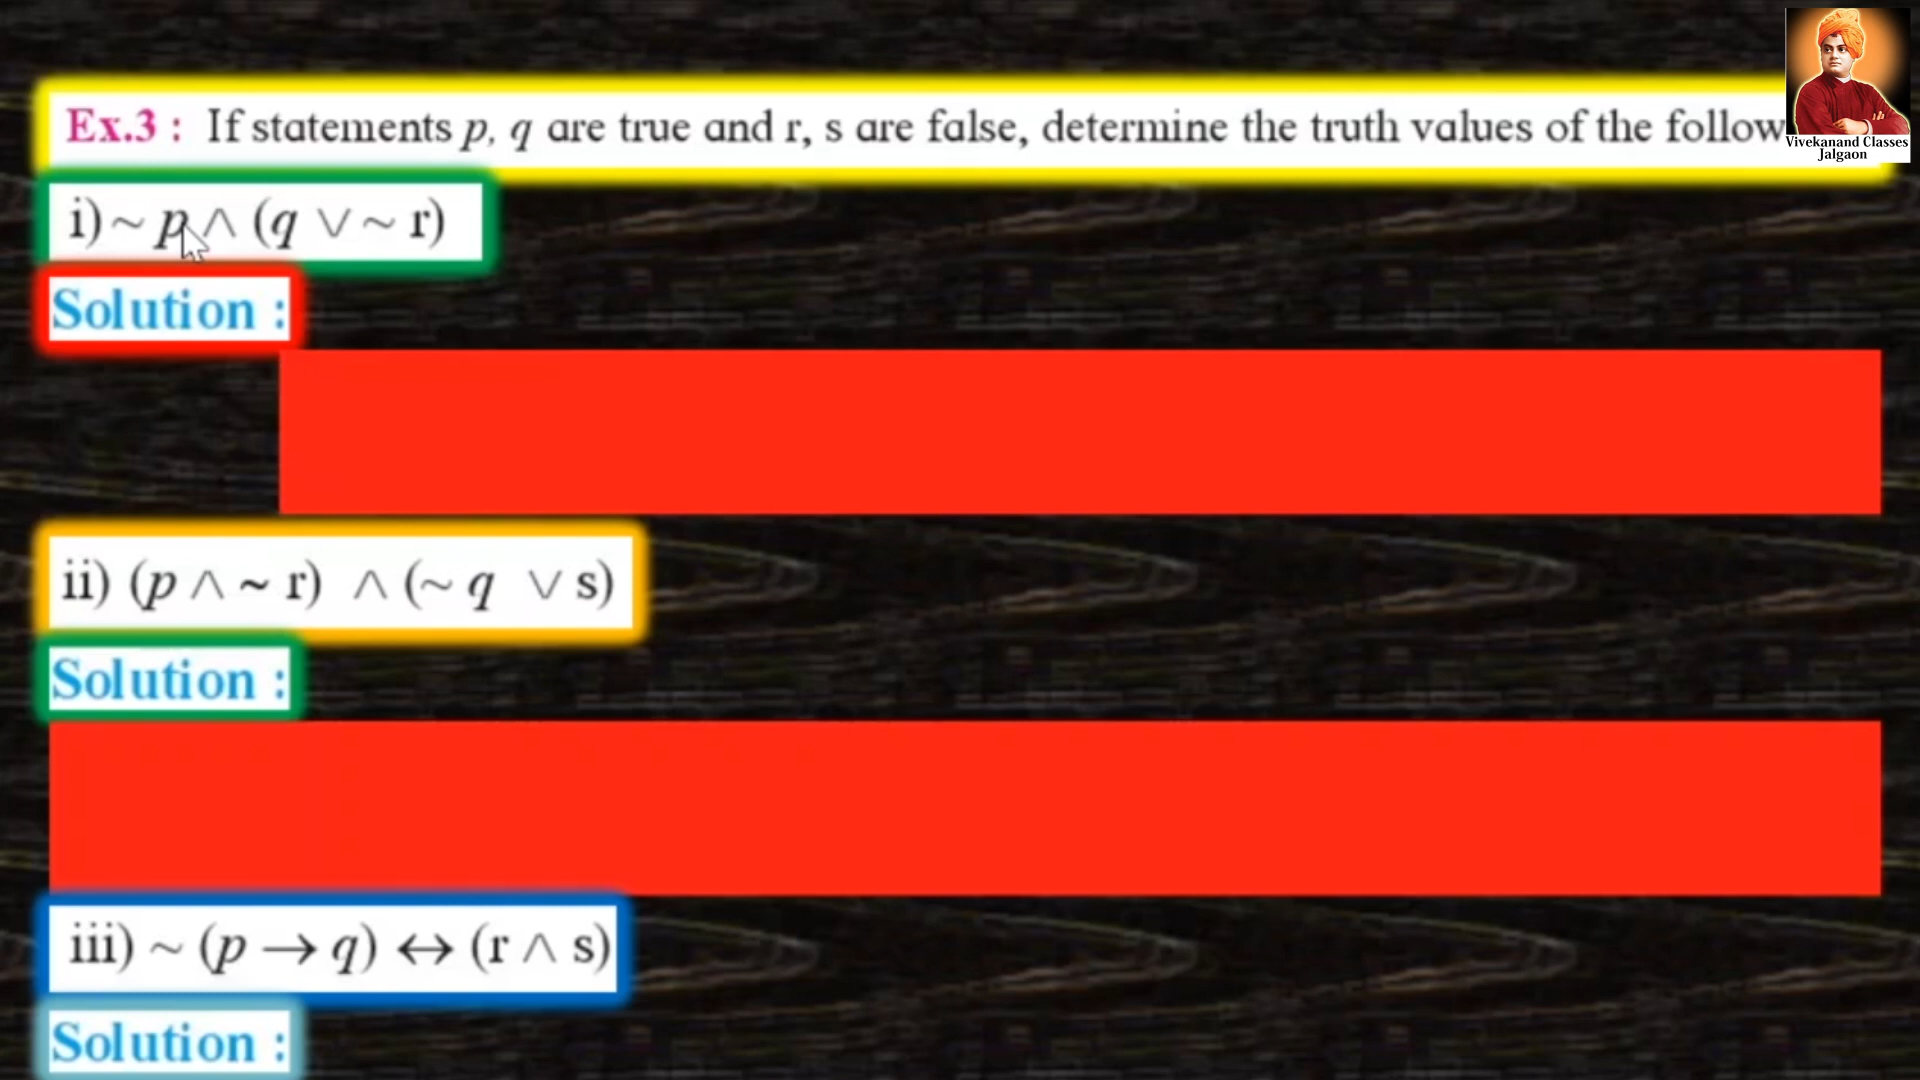 Ex.3 : If statements p, q are true and r, s are false, determine the truth values of the follow
Vivekanand Classes
Jalgaon
i) ~ p ∧ (q ∨ ~ r)
Solution :
ii) (p ∧ ~ r) ∧ (~ q ∨ s)
Solution :
iii) ~ (p → q) ↔ (r ∧ s)
Solution :